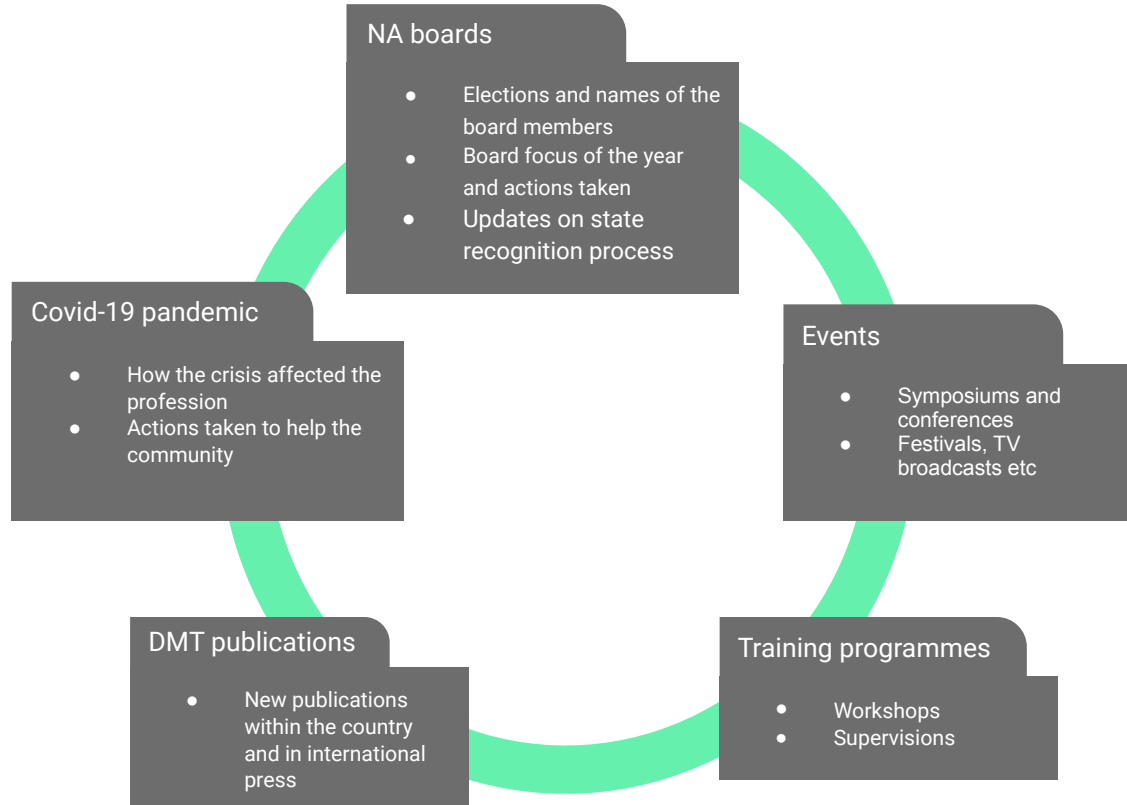 NA boards
● Elections and names of the
board members
● Board focus of the year
and actions taken
● Updates on state
recognition process
Covid-19 pandemic
● How the crisis affected the
profession
● Actions taken to help the
community
Events
● Symposiums and
conferences
● Festivals, TV
broadcasts etc
DMT publications
● New publications
within the country
and in international
press
Training programmes
● Workshops
● Supervisions